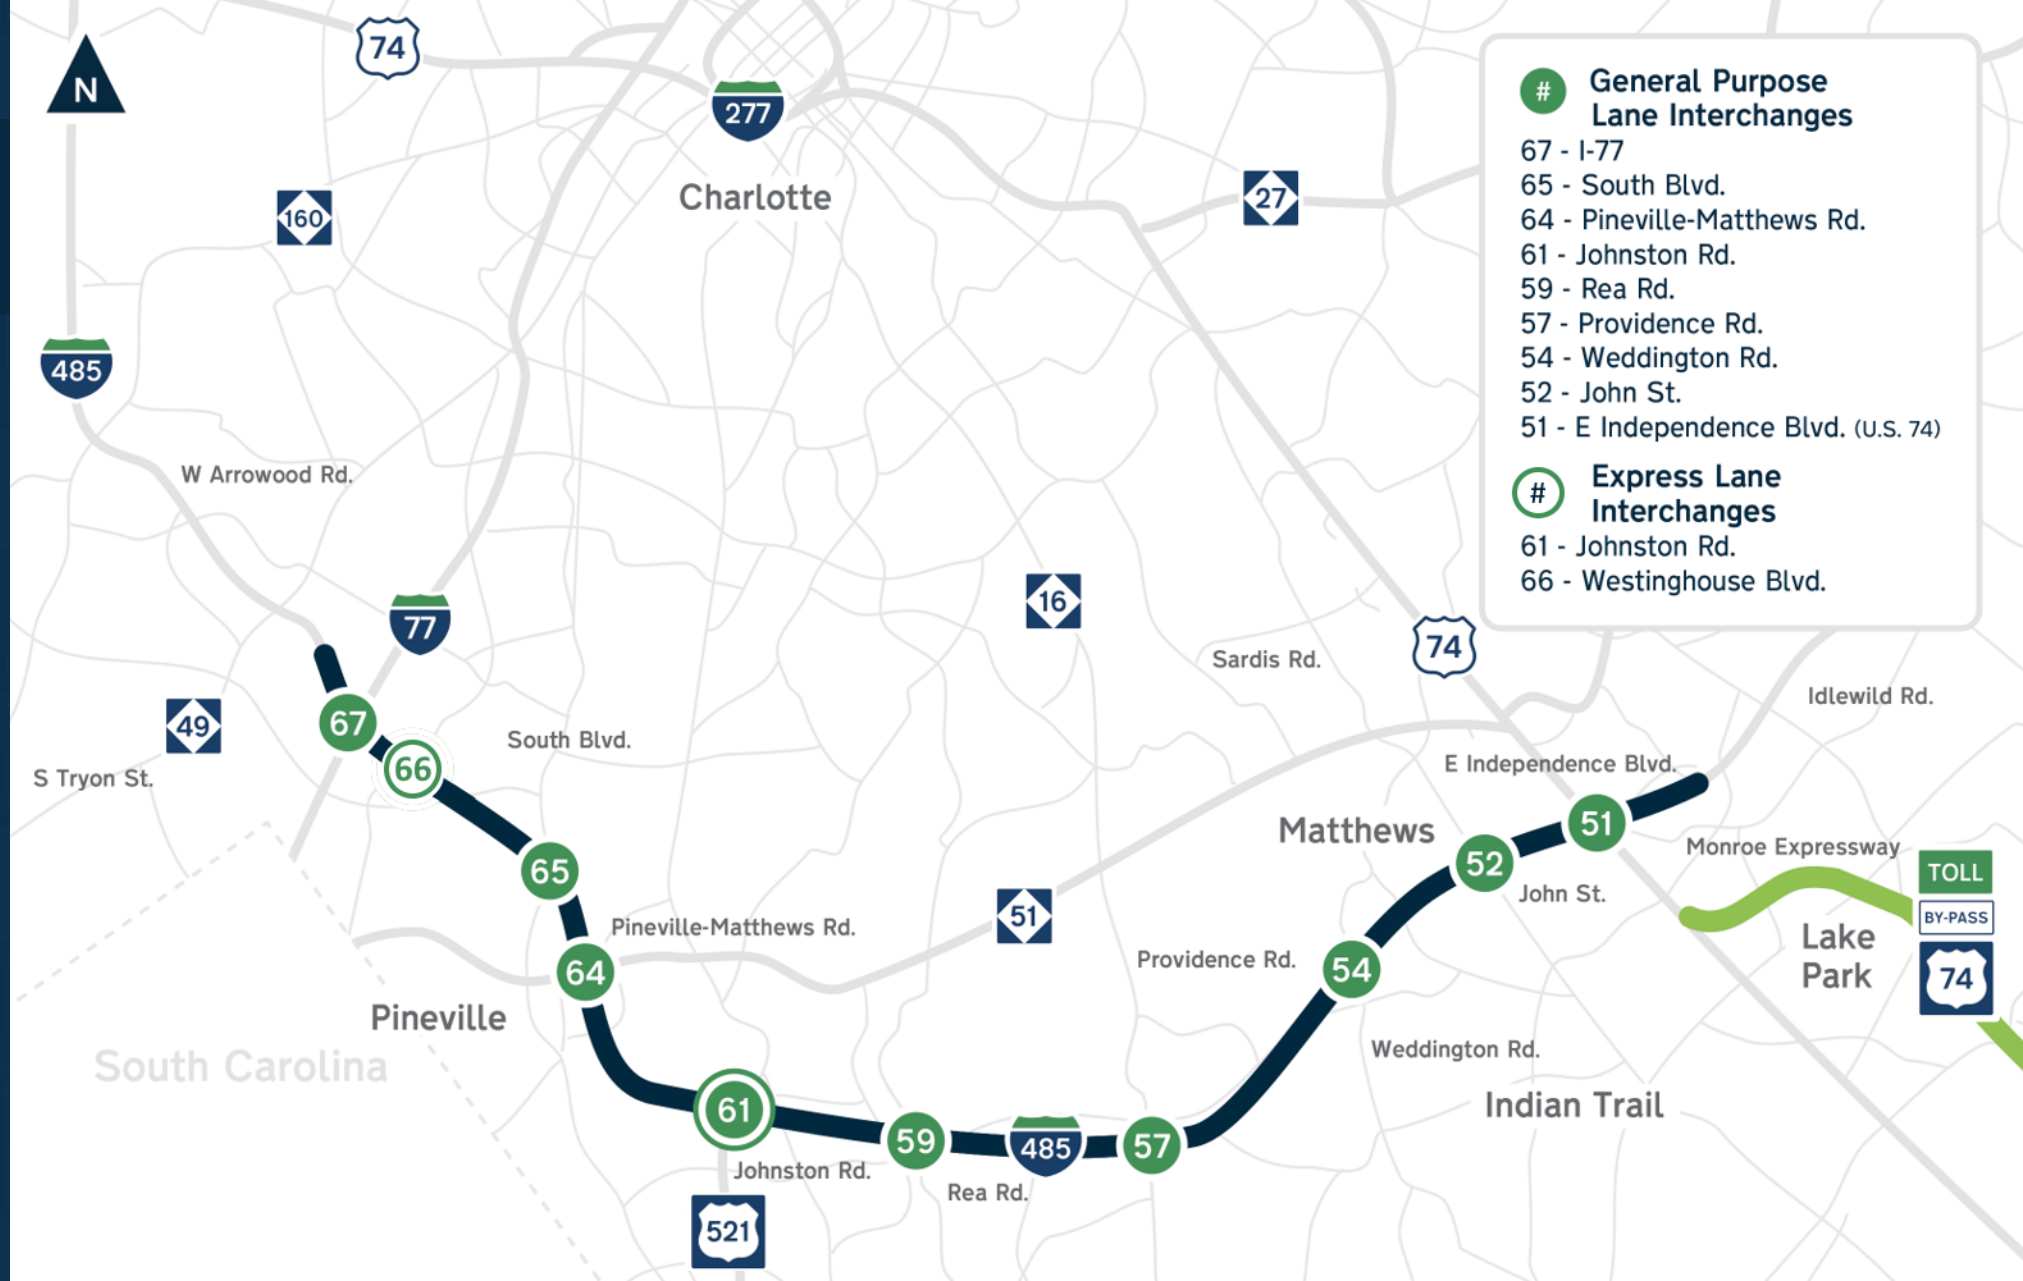 N
74
277
Charlotte
160
27
485
W Arrowood Rd.
77
16
Sardis Rd.
74
Idlewild Rd.
49
67
66
South Blvd.
S Tryon St.
E Independence Blvd.
Matthews
51
52
Monroe Expressway
TOLL
BY-PASS
74
John St.
Lake
Park
65
Pineville-Matthews Rd.
51
64
Providence Rd.
54
Pineville
South Carolina
Weddington Rd.
Indian Trail
61
59
485
57
Johnston Rd.
Rea Rd.
521
# General Purpose
Lane Interchanges
67 - I-77
65 - South Blvd.
64 - Pineville-Matthews Rd.
61 - Johnston Rd.
59 - Rea Rd.
57 - Providence Rd.
54 - Weddington Rd.
52 - John St.
51 - E Independence Blvd. (U.S. 74)
# Express Lane
Interchanges
61 - Johnston Rd.
66 - Westinghouse Blvd.